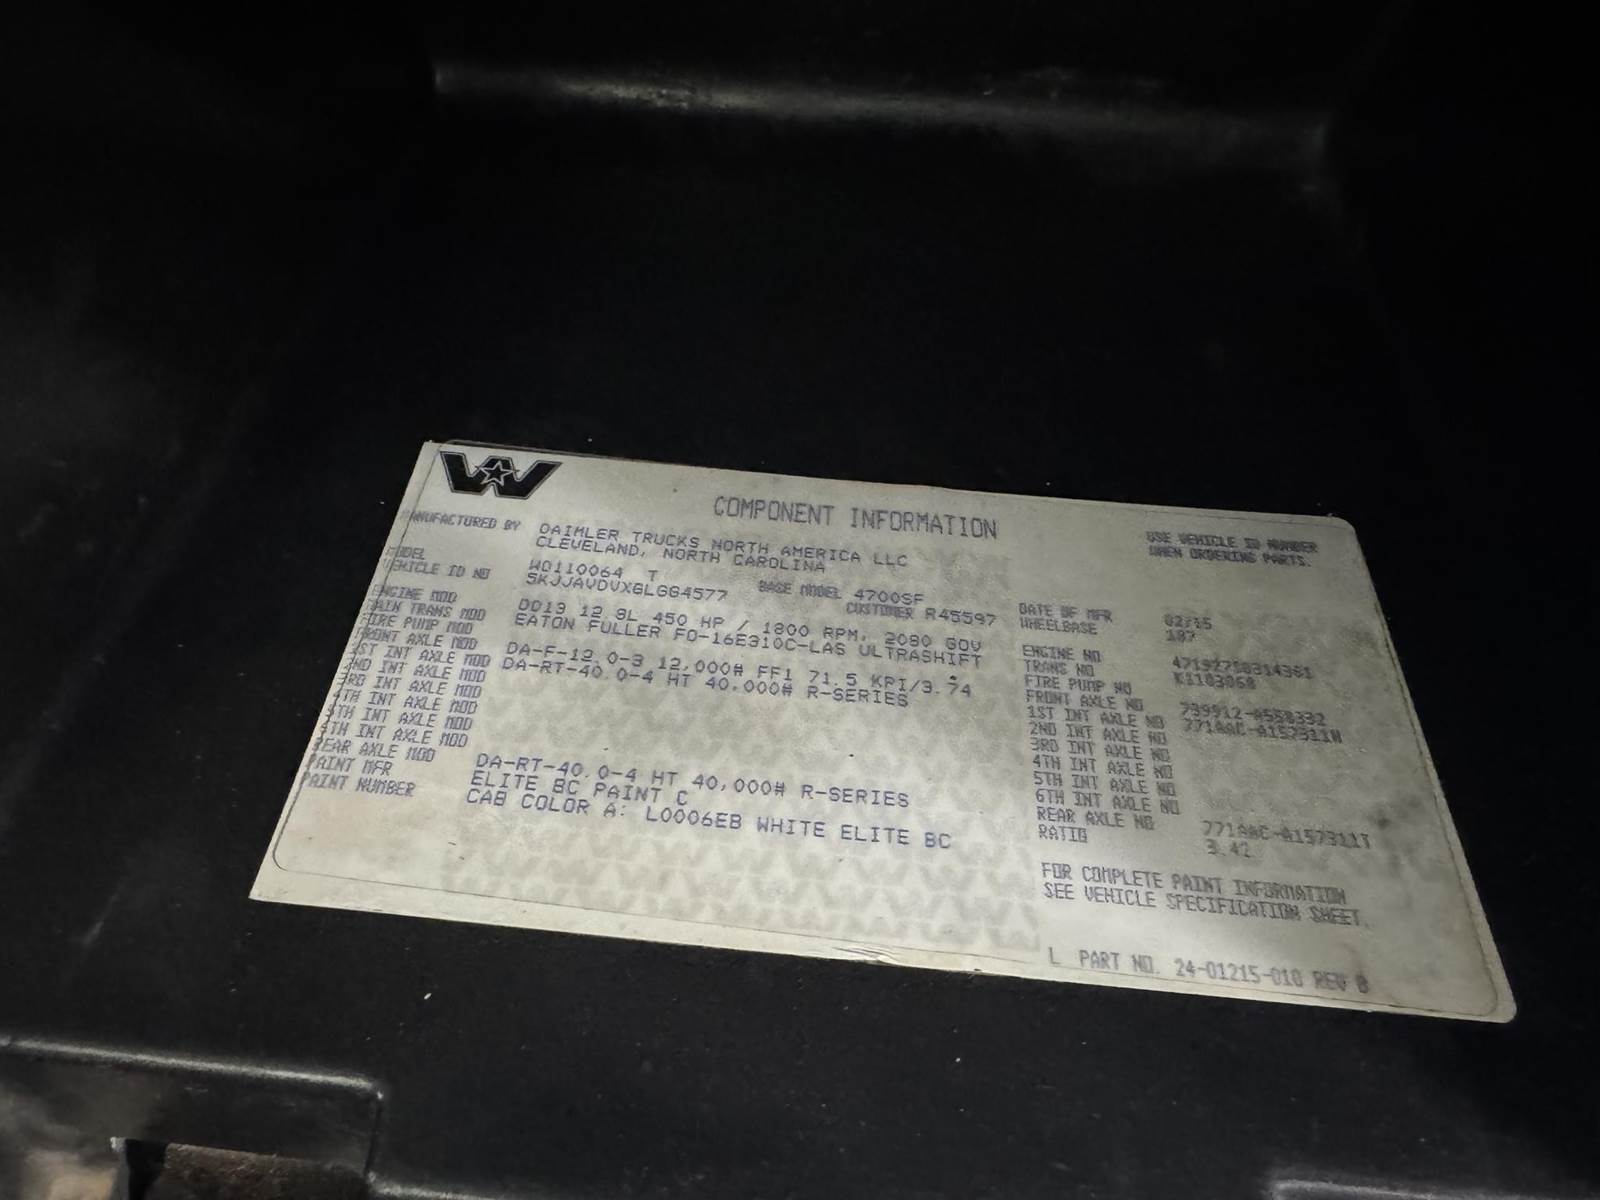 W
COMPONENT INFORMATION
USE VEHICLE ID NUMBER
WHEN ORDERING PARTS.
MANUFACTURED BY DAIMLER TRUCKS NORTH AMERICA LLC
CLEVELAND, NORTH CAROLINA
MODEL WD110064 T BASE MODEL 4700SF
VEHICLE ID NO 5KJJAVDVXGLGG4577 CUSTOMER R45597
DATE OF MFR 02/15
WHEELBASE 187
ENGINE MOD DD13 12.8L 450 HP / 1800 RPM, 2080 GOV
MAIN TRANS MOD EATON FULLER FO-16E310C-LAS ULTRASHIFT
FIRE PUMP MOD
FRONT AXLE MOD DA-F-12.0-3 12,000# FF1 71.5 KPI/3.74
1ST INT AXLE MOD DA-RT-40.0-4 HT 40,000# R-SERIES
2ND INT AXLE MOD
3RD INT AXLE MOD
4TH INT AXLE MOD
5TH INT AXLE MOD
6TH INT AXLE MOD
REAR AXLE MOD DA-RT-40.0-4 HT 40,000# R-SERIES
PAINT MFR ELITE BC PAINT C
PAINT NUMBER CAB COLOR A: L0006EB WHITE ELITE BC
ENGINE NO
TRANS NO K1103068
FIRE PUMP NO
FRONT AXLE NO
1ST INT AXLE NO 771AAC-A157311N
2ND INT AXLE NO
3RD INT AXLE NO
4TH INT AXLE NO
5TH INT AXLE NO
6TH INT AXLE NO
REAR AXLE NO 771AAC-A157311T
RATIO 3.42
FOR COMPLETE PAINT INFORMATION
SEE VEHICLE SPECIFICATION SHEET.
L PART NO. 24-01215-010 REV B